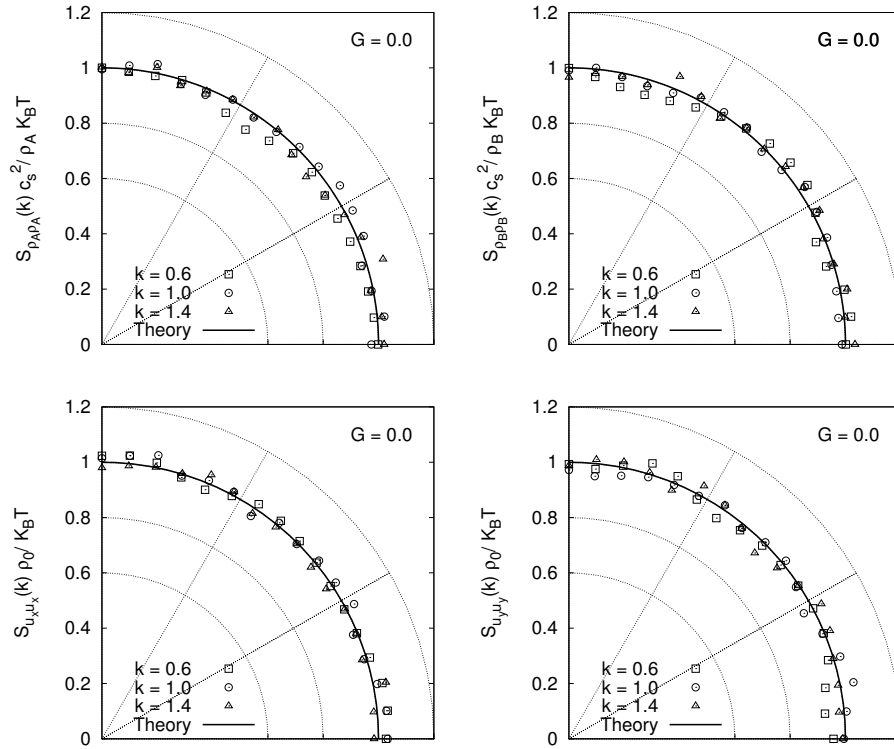 1.2
1
0.8
0.6
0.4
0.2
0
S_{ρ_Aρ_A}(k) c_s^2/ ρ_A K_BT
G = 0.0
k = 0.6
k = 1.0
k = 1.4
Theory
1.2
1
0.8
0.6
0.4
0.2
0
S_{ρ_Bρ_B}(k) c_s^2/ ρ_B K_BT
G = 0.0
k = 0.6
k = 1.0
k = 1.4
Theory
1.2
1
0.8
0.6
0.4
0.2
0
S_{u_xu_x}(k) ρ_0/ K_BT
G = 0.0
k = 0.6
k = 1.0
k = 1.4
Theory
1.2
1
0.8
0.6
0.4
0.2
0
S_{u_yu_y}(k) ρ_0/ K_BT
G = 0.0
k = 0.6
k = 1.0
k = 1.4
Theory